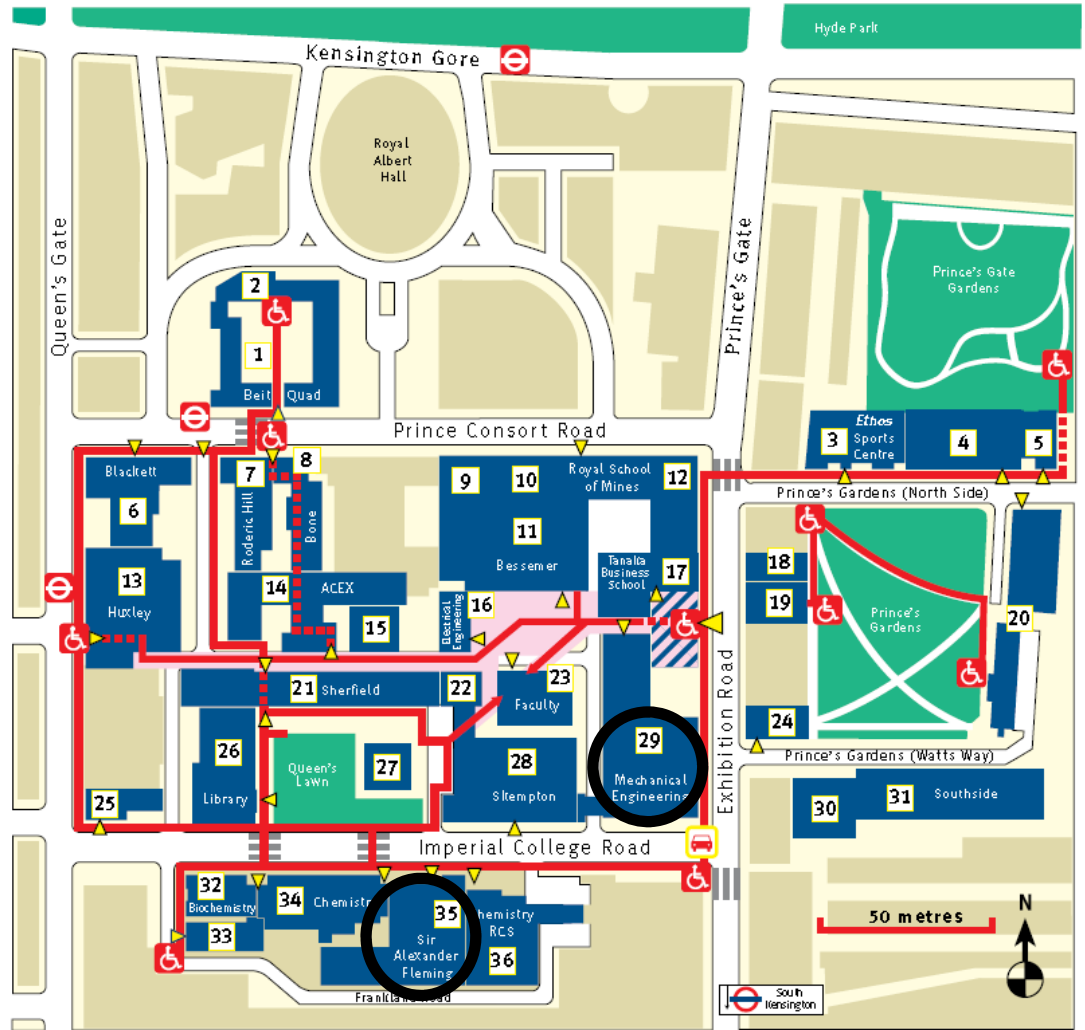 Hyde Park
Kensington Gore
Royal
Albert
Hall
Queen's Gate
Prince's Gate
Prince's Gate
Gardens
2
1
Beit Quad
Prince Consort Road
3
Ethos
Sports
Centre
4
5
Prince's Gardens (North Side)
Blackett
6
7
8
Roderic Hill
Bone
9
10
Royal School
of Mines
12
11
Bessemer
Tanaka
Business
School
17
13
Huxley
14
ACEX
15
Electrical
Engineering
16
18
19
Prince's
Gardens
20
21
Sherfield
22
23
Faculty
24
Prince's Gardens (Watts Way)
Exhibition Road
25
26
Library
Queen's
Lawn
27
28
Skempton
29
Mechanical
Engineering
30
31
Southside
Imperial College Road
32
Biochemistry
33
34
Chemistry
35
Sir
Alexander
Fleming
Chemistry
RCS
36
Frankland Road
50 metres
N
South
Kensington